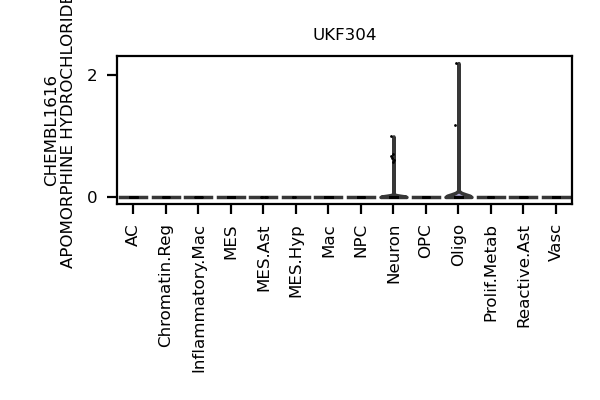 UKF304
CHEMBL1616
APOMORPHINE HYDROCHLORIDE
2
0
AC
Chromatin.Reg
Inflammatory.Mac
MES
MES.Ast
MES.Hyp
Mac
NPC
Neuron
OPC
Oligo
Prolif.Metab
Reactive.Ast
Vasc